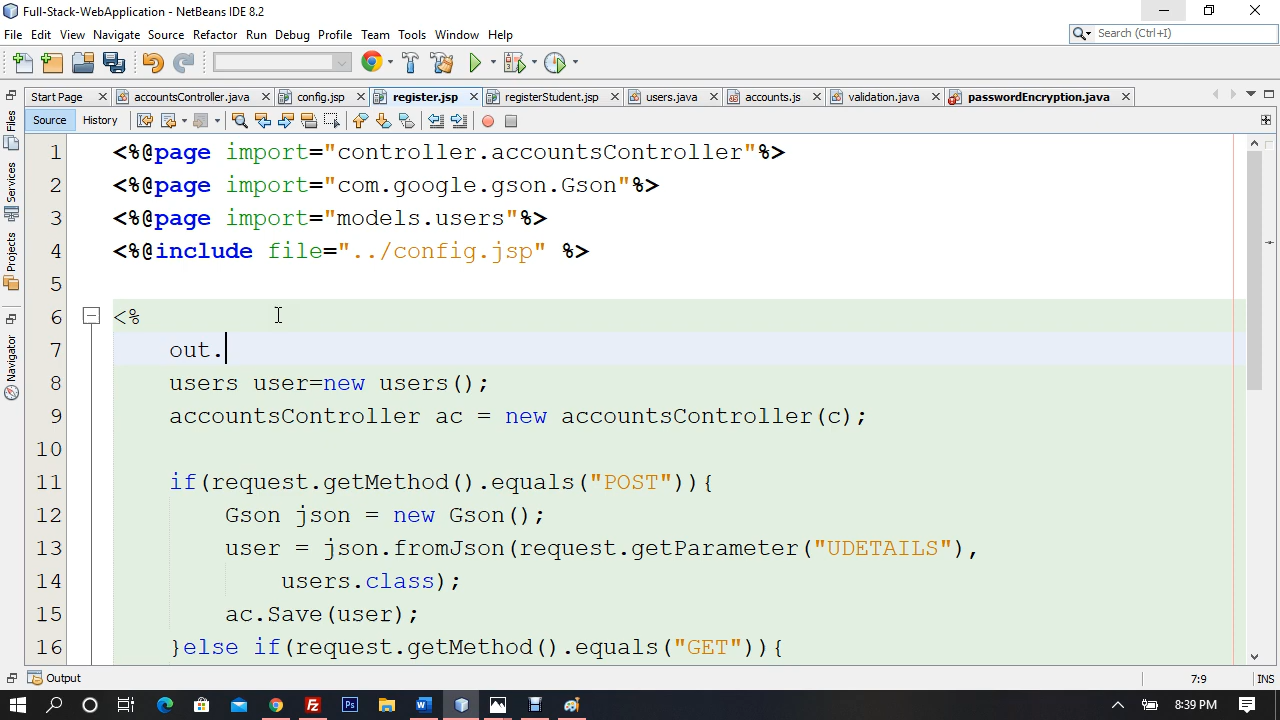 Full-Stack-WebApplication - NetBeans IDE 8.2
File Edit View Navigate Source Refactor Run Debug Profile Team Tools Window Help
Search (Ctrl+I)
Start Page accountsController.java config.jsp register.jsp registerStudent.jsp users.java accounts.js validation.java passwordEncryption.java
Source History
Files
Services
Projects
Navigator
1 <%@page import="controller.accountsController"%>
2 <%@page import="com.google.gson.Gson"%>
3 <%@page import="models.users"%>
4 <%@include file="../config.jsp" %>
5
6 <%
7 out.
8 users user=new users();
9 accountsController ac = new accountsController(c);
10
11 if(request.getMethod().equals("POST")){
12 Gson json = new Gson();
13 user = json.fromJson(request.getParameter("UDETAILS"),
14 users.class);
15 ac.Save(user);
16 }else if(request.getMethod().equals("GET")){
Output
7:9 INS
8:39 PM